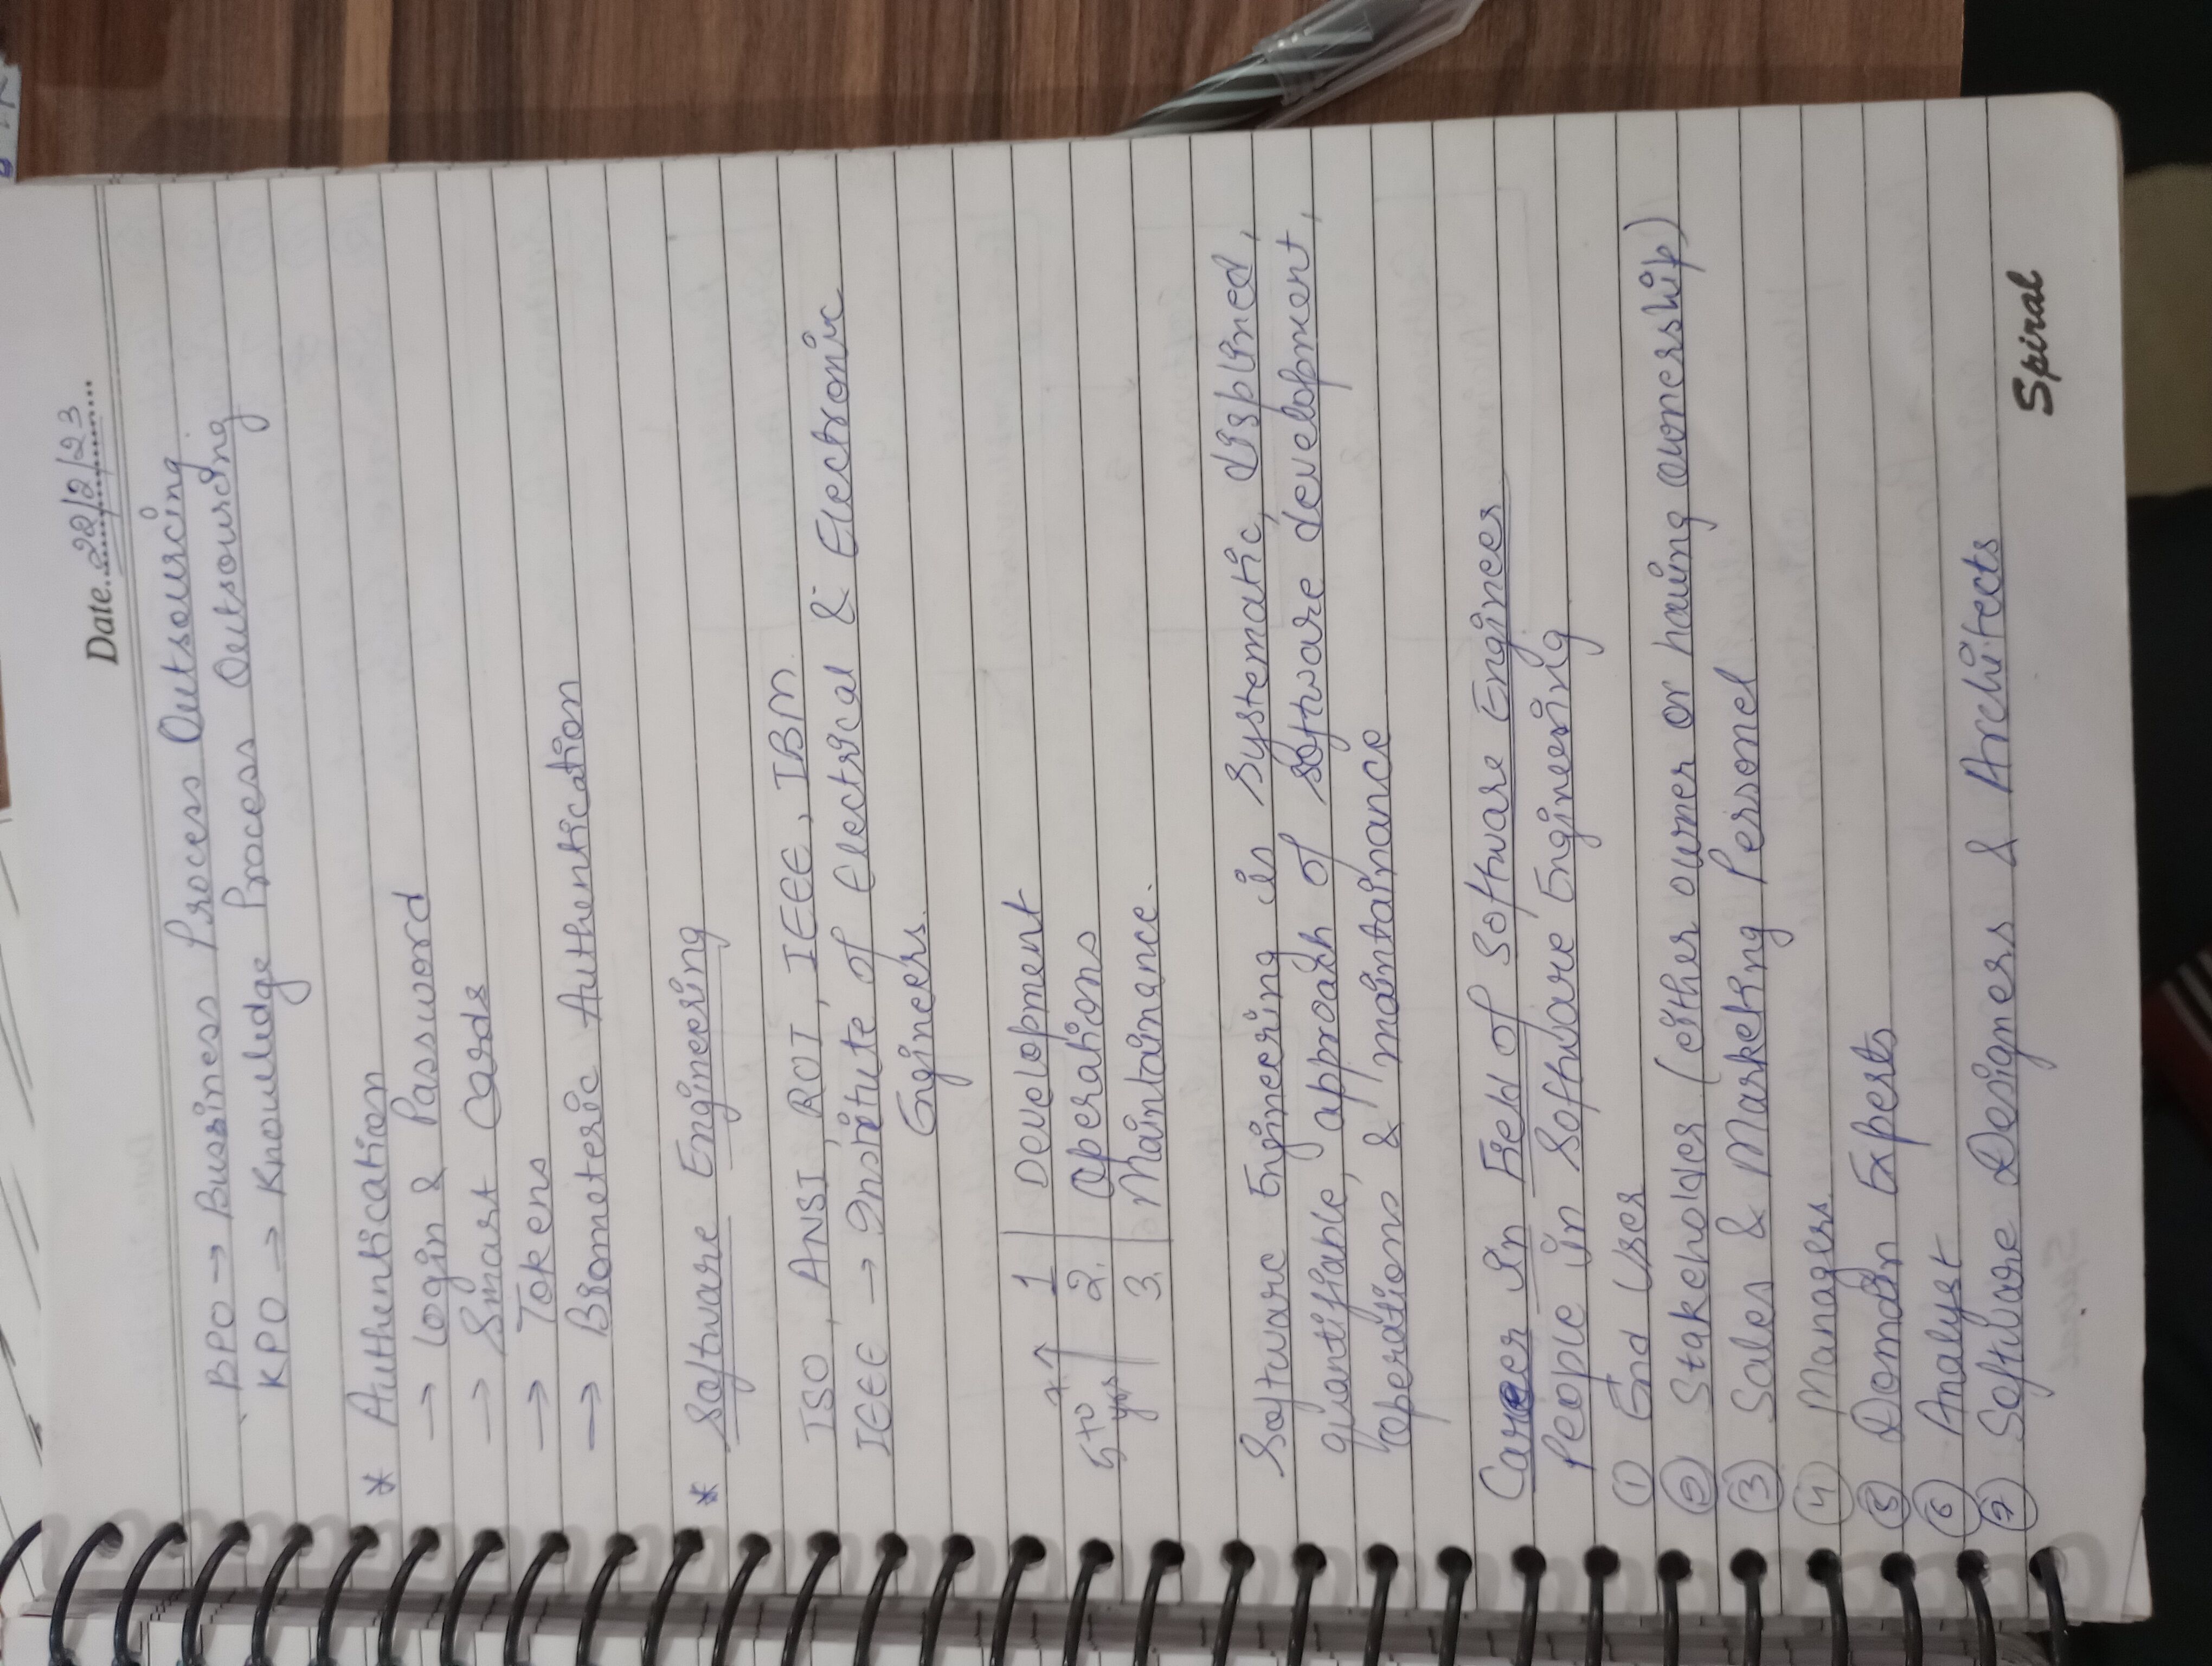 Date 22/2/23
BPO → Bussiness Process Outsourcing
KPO → Knowledge Process Outsourcing
* Authentication
→ Login & Password
→ Smart Cards
→ Tokens
→ Biometeric Authentication
* Software Engineering
ISO, ANSI, ROI, IEEE, IBM
IEEE → Institute of Electrical & Electronic
Engineers.
1 Development
5 to 7 yrs ↑ 2. Operations
3. Maintainance.
Software Engineering is Systematic, displined,
quantifiable, approach of software development,
Operations & maintainance
Career in Field of Software Engineer
People in Software Engineering
① End User
② Stakeholder (either owner or having ownership)
③ Sales & Marketing Personel
④ Managers.
⑤ Domain Experts
⑥ Analyst
⑦ Software Designers & Architects
Spiral